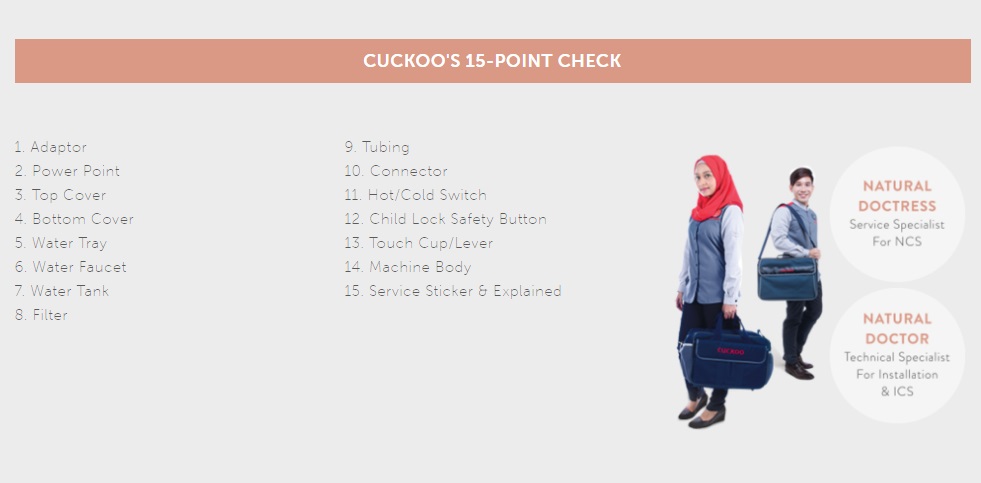 CUCKOO'S 15-POINT CHECK
1. Adaptor
2. Power Point
3. Top Cover
4. Bottom Cover
5. Water Tray
6. Water Faucet
7. Water Tank
8. Filter
9. Tubing
10. Connector
11. Hot/Cold Switch
12. Child Lock Safety Button
13. Touch Cup/Lever
14. Machine Body
15. Service Sticker & Explained
NATURAL
DOCTRESS
Service Specialist
For NCS
NATURAL
DOCTOR
Technical Specialist
For Installation
& ICS
CUCKOO